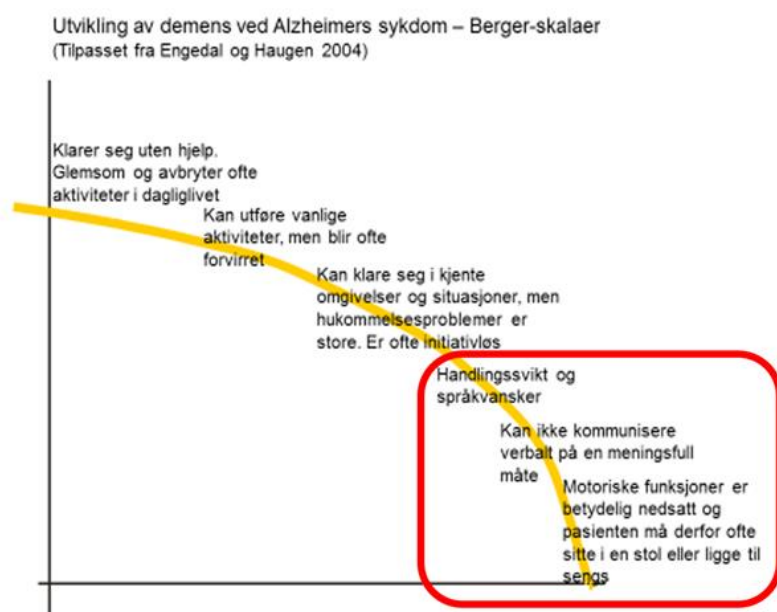 Utvikling av demens ved Alzheimers sykdom – Berger-skalaer
(Tilpasset fra Engedal og Haugen 2004)
Klarer seg uten hjelp.
Glemsom og avbryter ofte
aktiviteter i dagliglivet
Kan utføre vanlige
aktiviteter, men blir ofte
forvirret
Kan klare seg i kjente
omgivelser og situasjoner, men
hukommelsesproblemer er
store. Er ofte initiativløs
Handlingssvikt og
språkvansker
Kan ikke kommunisere
verbalt på en meningsfull
måte
Motoriske funksjoner er
betydelig nedsatt og
pasienten må derfor ofte
sitte i en stol eller ligge til
sengs